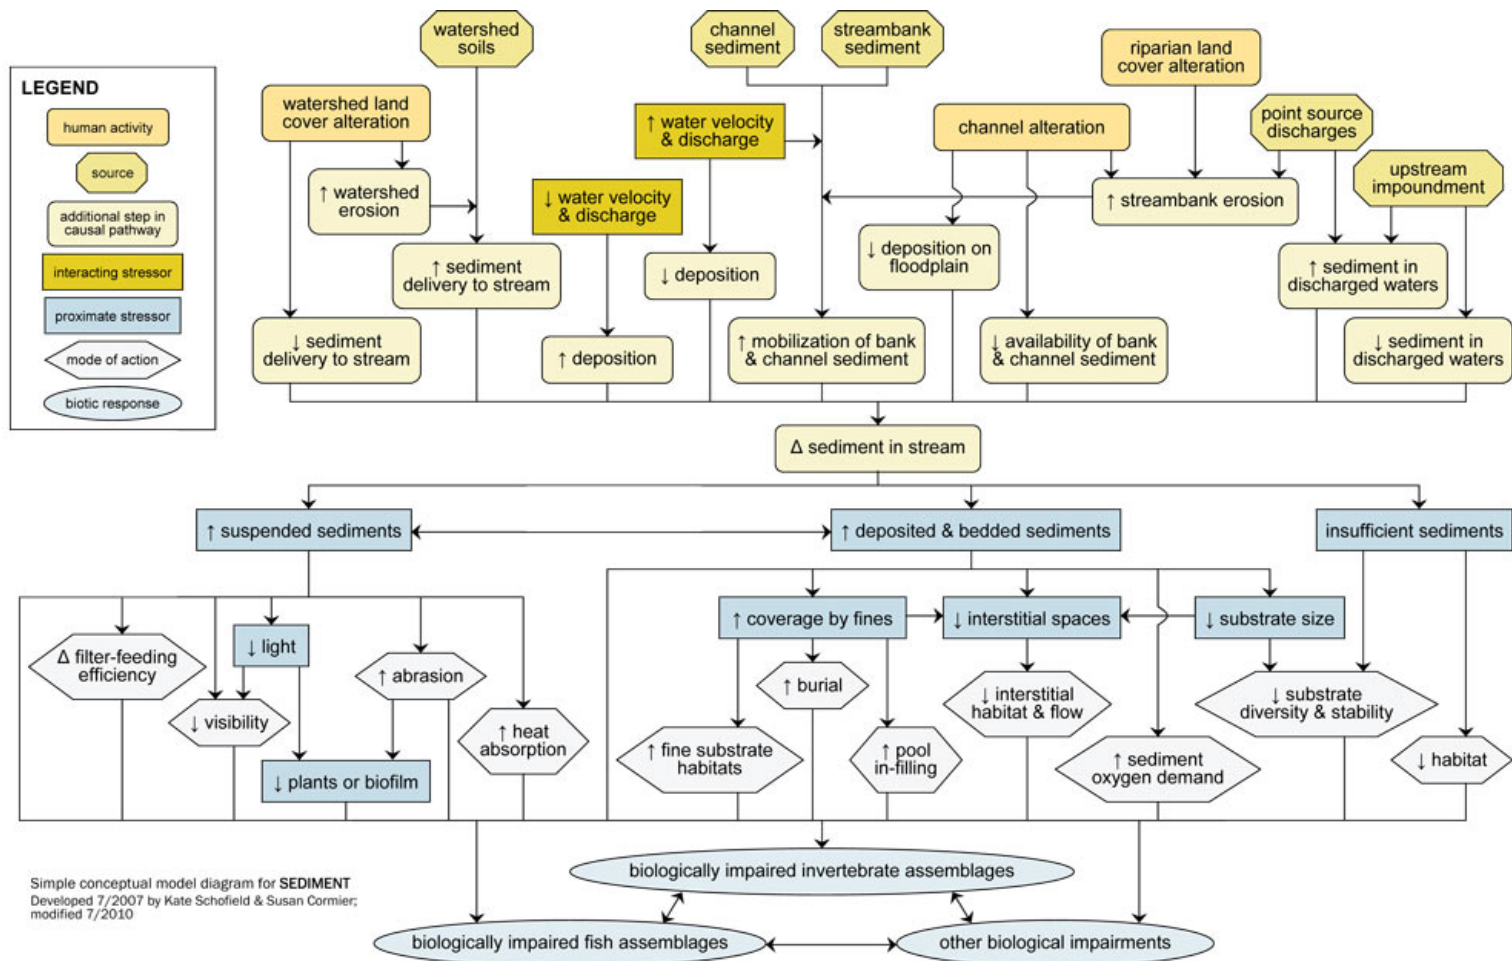 watershed
soils
channel
sediment
streambank
sediment
riparian land
cover alteration
LEGEND
human activity
source
additional step in
causal pathway
interacting stressor
proximate stressor
mode of action
biotic response
watershed land
cover alteration
↑ water velocity
& discharge
channel alteration
point source
discharges
↑ watershed
erosion
↓ water velocity
& discharge
↑ streambank erosion
upstream
impoundment
↑ sediment
delivery to stream
↓ deposition
↓ deposition on
floodplain
↑ sediment in
discharged waters
↓ sediment
delivery to stream
↑ deposition
↑ mobilization of bank
& channel sediment
↓ availability of bank
& channel sediment
↓ sediment in
discharged waters
Δ sediment in stream
↑ suspended sediments
↑ deposited & bedded sediments
insufficient sediments
↑ coverage by fines
↓ interstitial spaces
↓ substrate size
Δ filter-feeding
efficiency
↓ light
↑ abrasion
↓ visibility
↑ heat
absorption
↓ plants or biofilm
↑ burial
↓ interstitial
habitat & flow
↓ substrate
diversity & stability
↑ fine substrate
habitats
↑ pool
in-filling
↑ sediment
oxygen demand
↓ habitat
biologically impaired invertebrate assemblages
Simple conceptual model diagram for SEDIMENT
Developed 7/2007 by Kate Schofield & Susan Cormier;
modified 7/2010
biologically impaired fish assemblages
other biological impairments